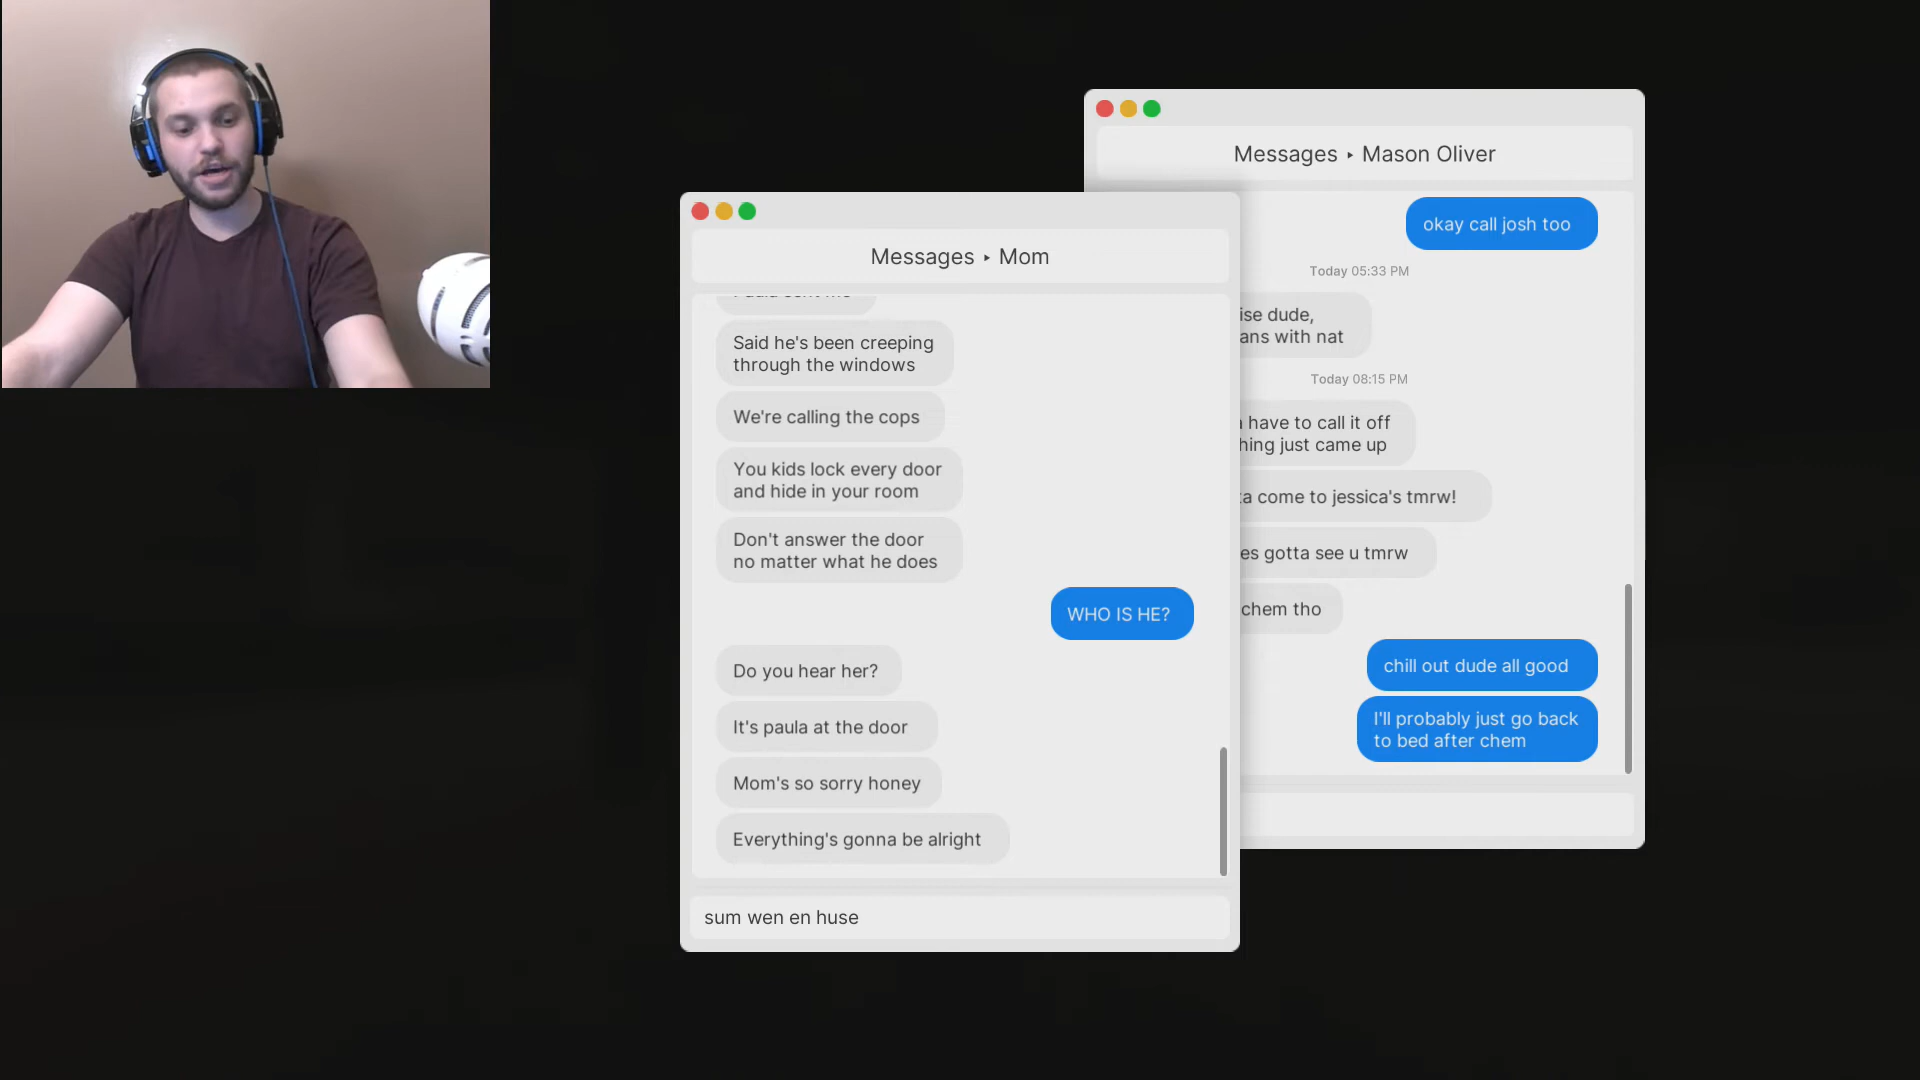 Messages ‣ Mason Oliver
okay call josh too
Today 05:33 PM
ise dude,
ans with nat
Today 08:15 PM
have to call it off
hing just came up
a come to jessica's tmrw!
es gotta see u tmrw
chem tho
chill out dude all good
I'll probably just go back
to bed after chem
Messages ‣ Mom
Said he's been creeping
through the windows
We're calling the cops
You kids lock every door
and hide in your room
Don't answer the door
no matter what he does
WHO IS HE?
Do you hear her?
It's paula at the door
Mom's so sorry honey
Everything's gonna be alright
sum wen en huse